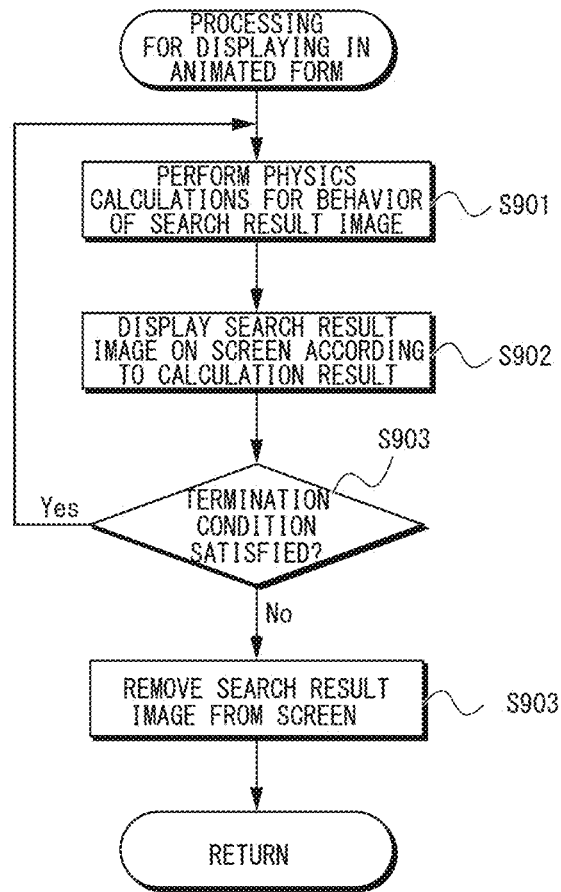 PROCESSING
FOR DISPLAYING IN
ANIMATED FORM
PERFORM PHYSICS
CALCULATIONS FOR BEHAVIOR
OF SEARCH RESULT IMAGE
S901
DISPLAY SEARCH RESULT
IMAGE ON SCREEN ACCORDING
TO CALCULATION RESULT
S902
S903
Yes
TERMINATION
CONDITION
SATISFIED?
No
REMOVE SEARCH RESULT
IMAGE FROM SCREEN
S903
RETURN